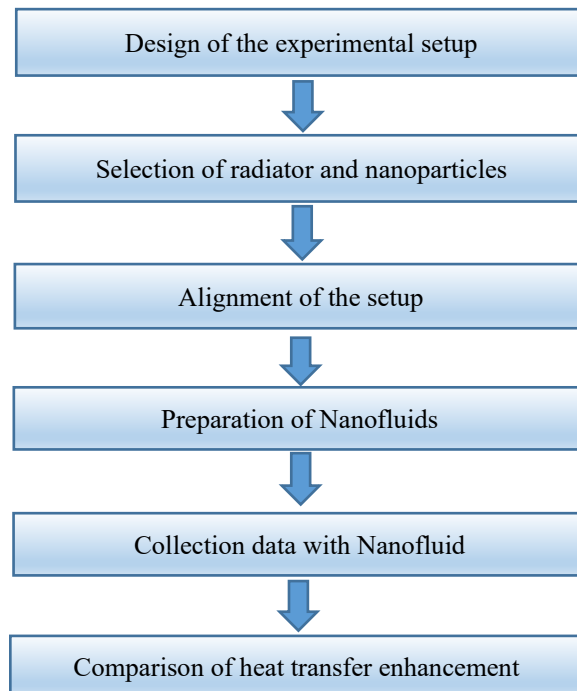 Design of the experimental setup
Selection of radiator and nanoparticles
Alignment of the setup
Preparation of Nanofluids
Collection data with Nanofluid
Comparison of heat transfer enhancement